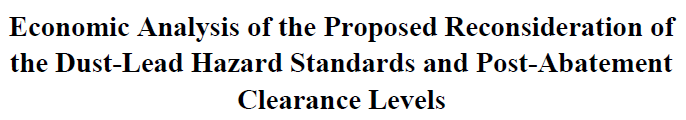 Economic Analysis of the Proposed Reconsideration of
the Dust-Lead Hazard Standards and Post-Abatement
Clearance Levels